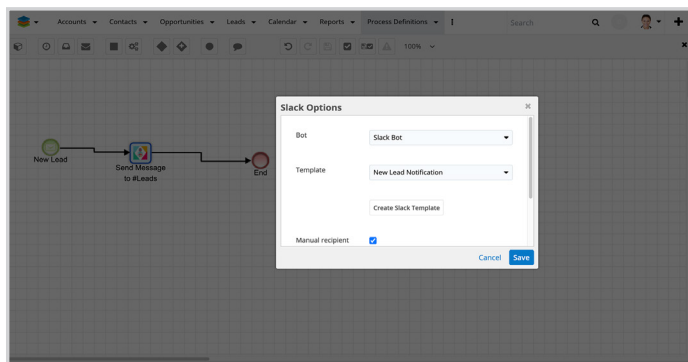 Accounts Contacts Opportunities Leads Calendar Reports Process Definitions Search
100%
Slack Options
Bot Slack Bot
Template New Lead Notification
Create Slack Template
Manual recipient
Cancel Save
New Lead
Send Message
to #Leads
End